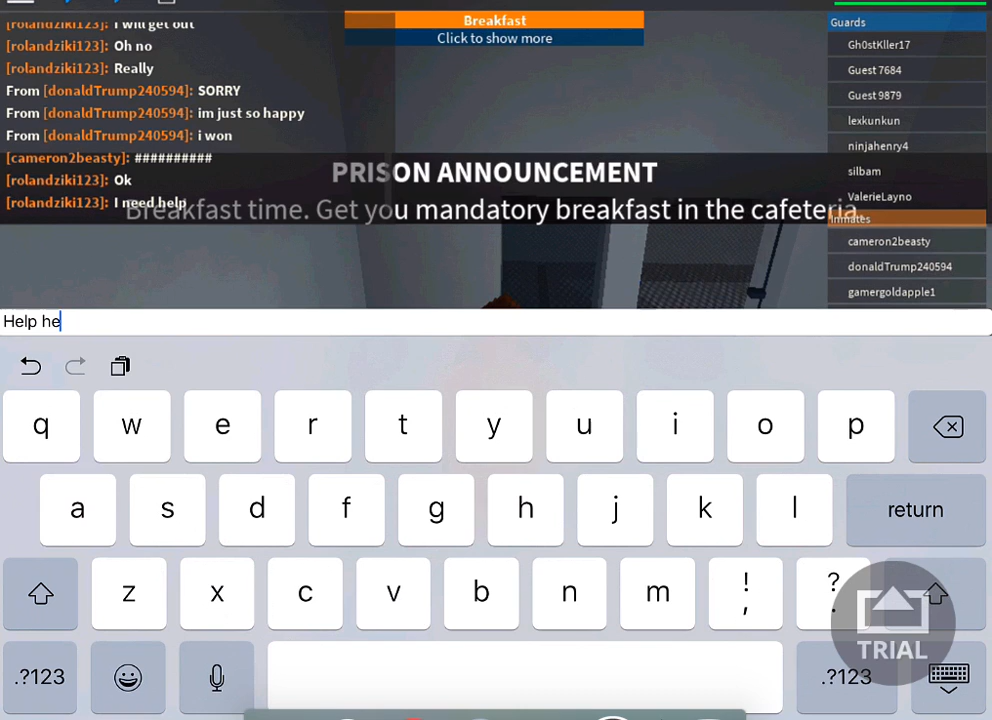 [rolandziki123]: I will get out
[rolandziki123]: Oh no
[rolandziki123]: Really
From [donaldTrump240594]: SORRY
From [donaldTrump240594]: im just so happy
From [donaldTrump240594]: i won
[cameron2beasty]: ##########
[rolandziki123]: Ok
[rolandziki123]: I need help
Breakfast
Click to show more
PRISON ANNOUNCEMENT
Breakfast time. Get you mandatory breakfast in the cafeteria.
Guards
Gh0stKller17
Guest 7684
Guest 9879
lexkunkun
ninjahenry4
silbam
ValerieLayno
Inmates
cameron2beasty
donaldTrump240594
gamergoldapple1
Help he
q w e r t y u i o p
a s d f g h j k l return
z x c v b n m ! , ? .
.?123 .?123
TRIAL